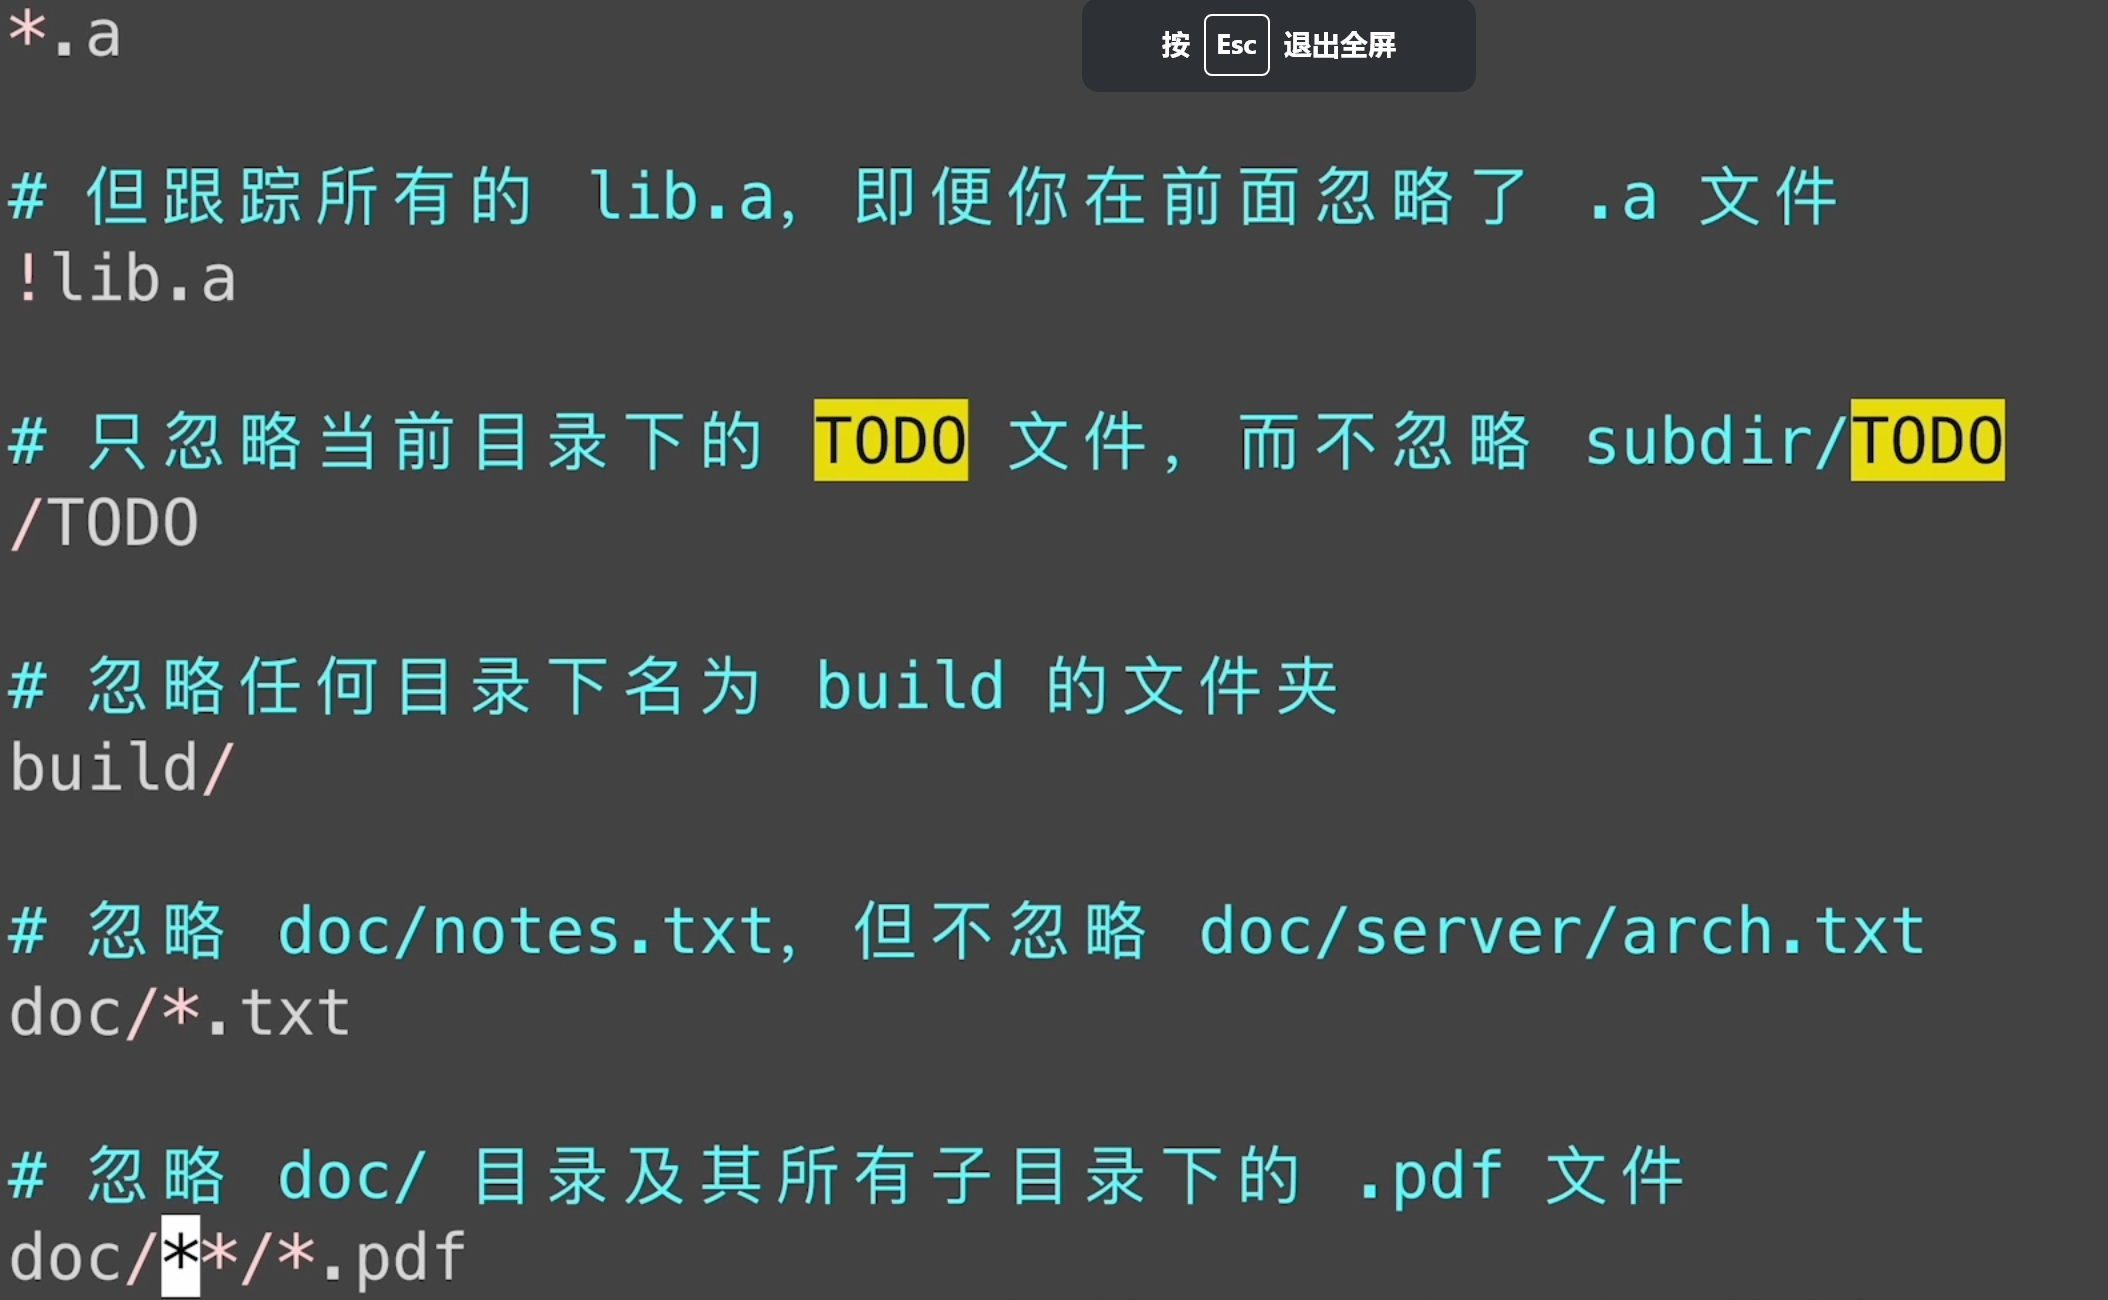 *.a
按 Esc 退出全屏
# 但跟踪所有的 lib.a, 即便你在前面忽略了 .a 文件
!lib.a
# 只忽略当前目录下的 TODO 文件, 而不忽略 subdir/TODO
/TODO
# 忽略任何目录下名为 build 的文件夹
build/
# 忽略 doc/notes.txt, 但不忽略 doc/server/arch.txt
doc/*.txt
# 忽略 doc/ 目录及其所有子目录下的 .pdf 文件
doc/**/*.pdf